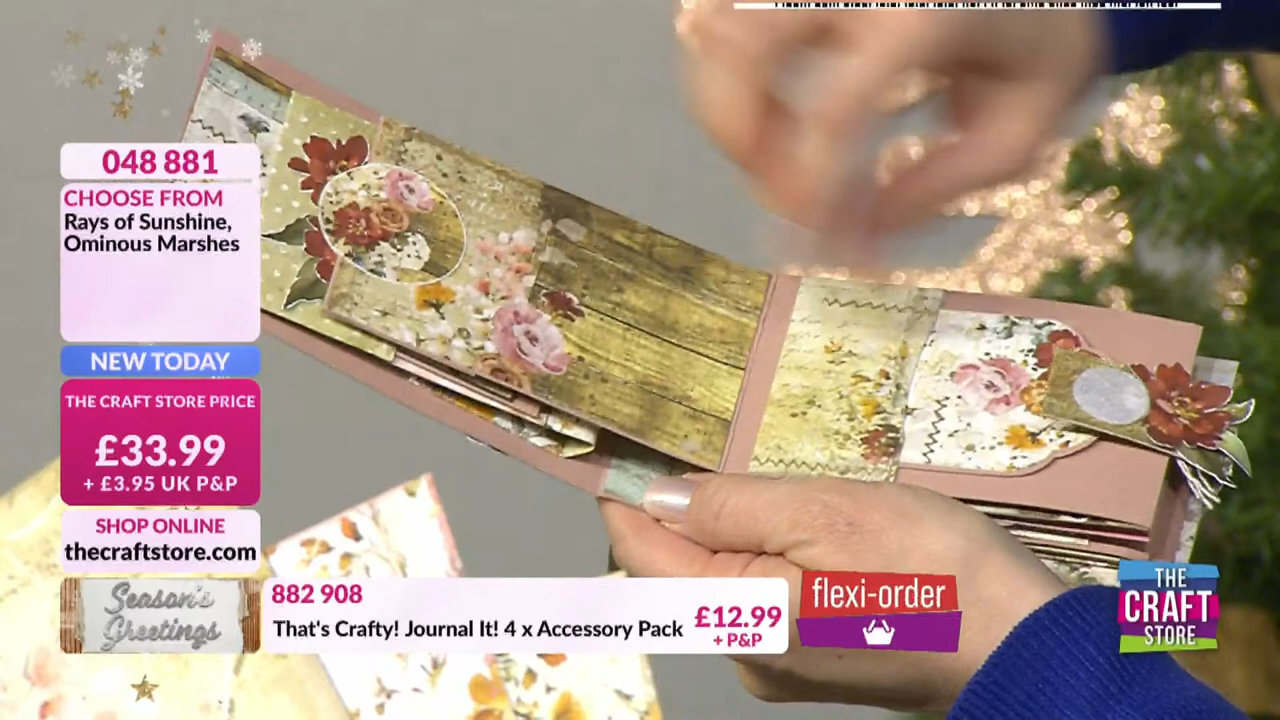 048 881
CHOOSE FROM
Rays of Sunshine,
Ominous Marshes
NEW TODAY
THE CRAFT STORE PRICE
£33.99
+ £3.95 UK P&P
SHOP ONLINE
thecraftstore.com
Season's
Greetings
882 908
That's Crafty! Journal It! 4 x Accessory Pack
£12.99
+ P&P
flexi-order
THE
CRAFT
STORE